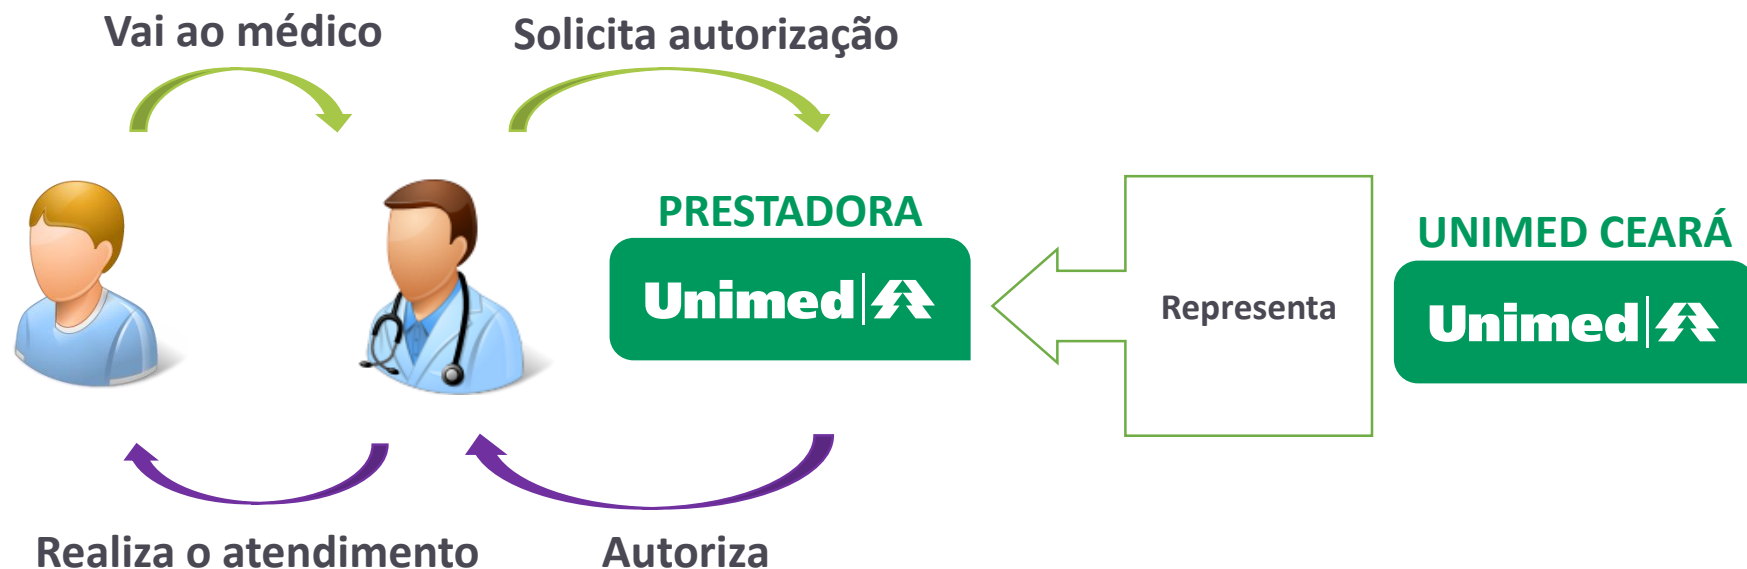 Vai ao médico
Solicita autorização
PRESTADORA
Unimed
Representa
UNIMED CEARÁ
Unimed
Realiza o atendimento
Autoriza